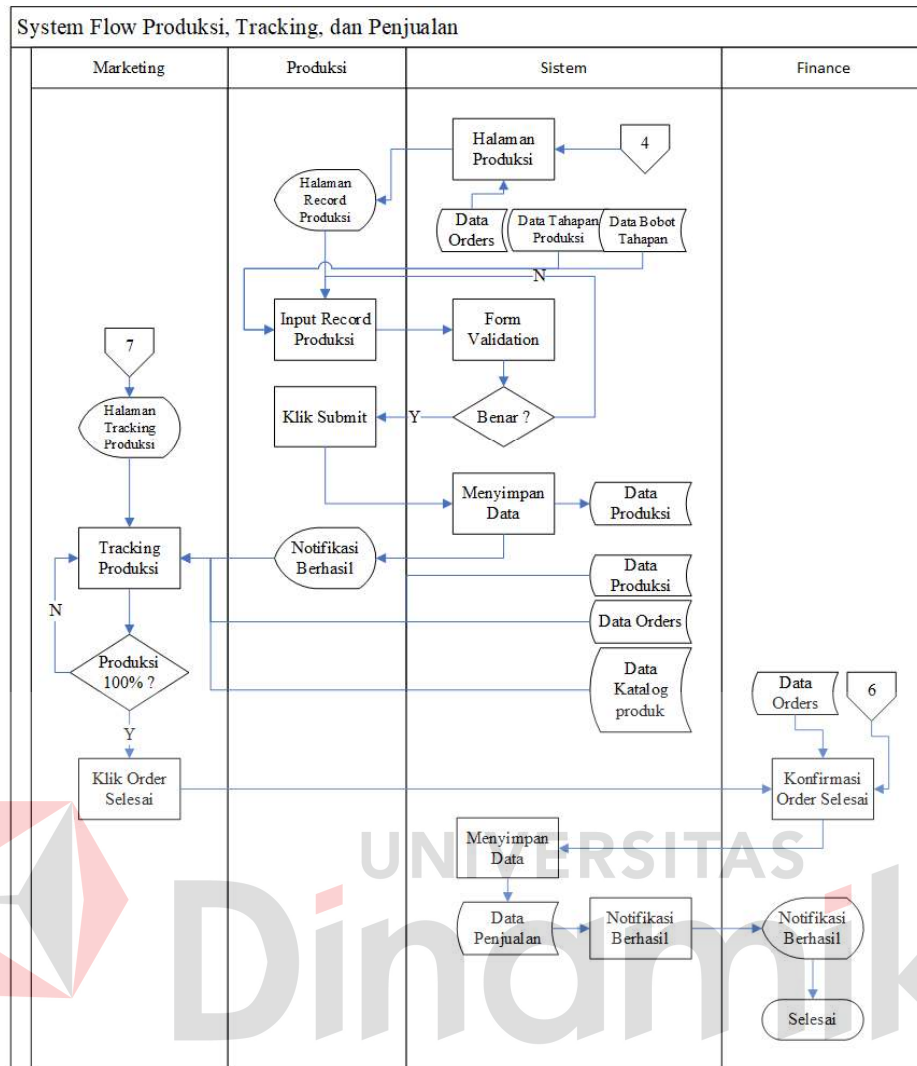 System Flow Produksi, Tracking, dan Penjualan
Marketing
Produksi
Sistem
Finance
Halaman
Produksi
4
Halaman
Record
Produksi
Data
Orders
Data Tahapan
Produksi
Data Bobot
Tahapan
N
Input Record
Produksi
Form
Validation
7
Halaman
Tracking
Produksi
Klik Submit
Y
Benar ?
Menyimpan
Data
Data
Produksi
Tracking
Produksi
Notifikasi
Berhasil
Data
Produksi
N
Data Orders
Produksi
100% ?
Data
Katalog
produk
Data
Orders
6
Y
Klik Order
Selesai
Konfirmasi
Order Selesai
Menyimpan
Data
UNIVERSITAS
Dinamik
Data
Penjualan
Notifikasi
Berhasil
Notifikasi
Berhasil
Selesai